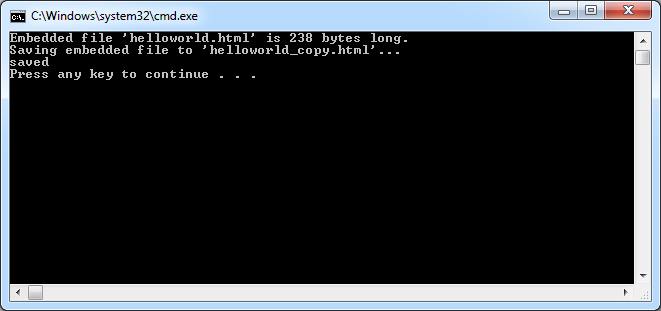 C:\Windows\system32\cmd.exe
Embedded file 'helloworld.html' is 238 bytes long.
Saving embedded file to 'helloworld_copy.html'...
saved
Press any key to continue . . .